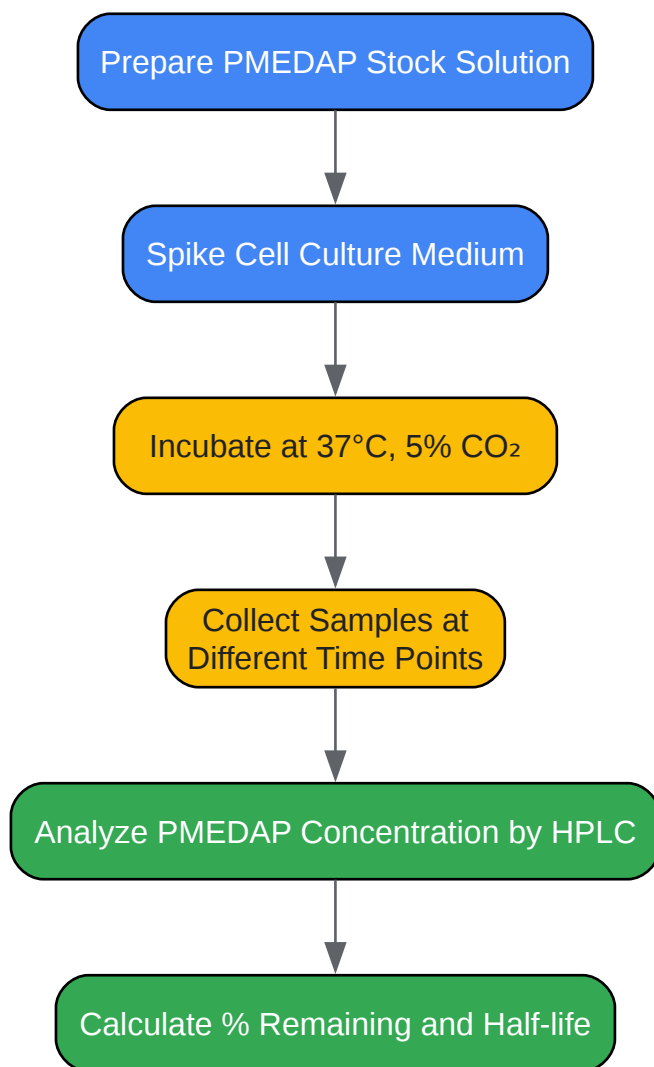 Prepare PMEDAP Stock Solution
Spike Cell Culture Medium
Incubate at 37°C, 5% CO₂
Collect Samples at
Different Time Points
Analyze PMEDAP Concentration by HPLC
Calculate % Remaining and Half-life